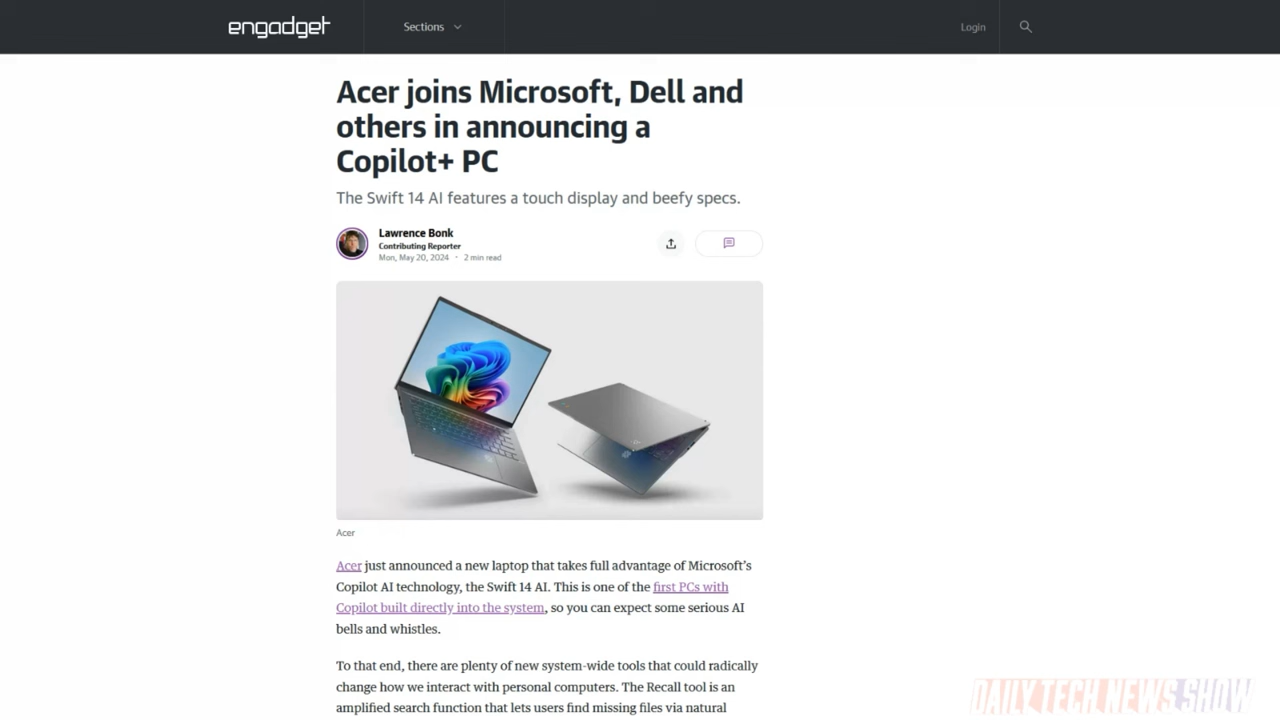 engadget
Sections
Login
Acer joins Microsoft, Dell and
others in announcing a
Copilot+ PC
The Swift 14 AI features a touch display and beefy specs.
Lawrence Bonk
Contributing Reporter
Mon, May 20, 2024 · 2 min read
Acer
Acer just announced a new laptop that takes full advantage of Microsoft’s
Copilot AI technology, the Swift 14 AI. This is one of the first PCs with
Copilot built directly into the system, so you can expect some serious AI
bells and whistles.
To that end, there are plenty of new system-wide tools that could radically
change how we interact with personal computers. The Recall tool is an
amplified search function that lets users find missing files via natural
DAILY TECH NEWS SHOW